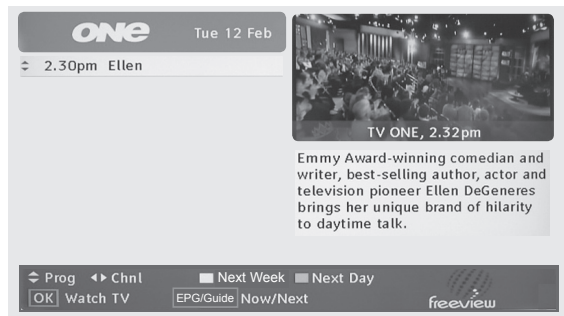 ONE
Tue 12 Feb
2.30pm Ellen
TV ONE, 2.32pm
Emmy Award-winning comedian and
writer, best-selling author, actor and
television pioneer Ellen DeGeneres
brings her unique brand of hilarity
to daytime talk.
Prog Chnl Next Week Next Day
OK Watch TV EPG/Guide Now/Next
freeview